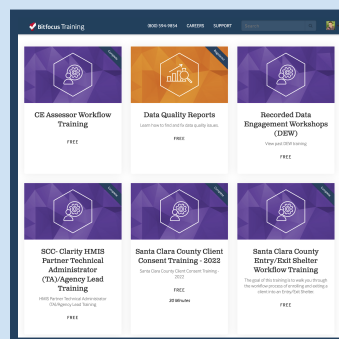 Bitfocus Training
(800) 594-9854 CAREERS SUPPORT
CE Assessor Workflow
Training
FREE
Data Quality Reports
Learn how to find and fix data quality issues.
FREE
Recorded Data
Engagement Workshops
(DEW)
View past DEW training
FREE
SCC- Clarity HMIS
Partner Technical
Administrator
(TA)/Agency Lead
Training
HMIS Partner Technical Administrator
(TA)/Agency Lead Training
FREE
Santa Clara County Client
Consent Training - 2022
Santa Clara County Client Consent Training -
2022
FREE
30 Minutes
Santa Clara County
Entry/Exit Shelter
Workflow Training
The goal of this training is to walk you through
the workflow process of enrolling and exiting a
client into an Entry/Exit Shelter.
FREE